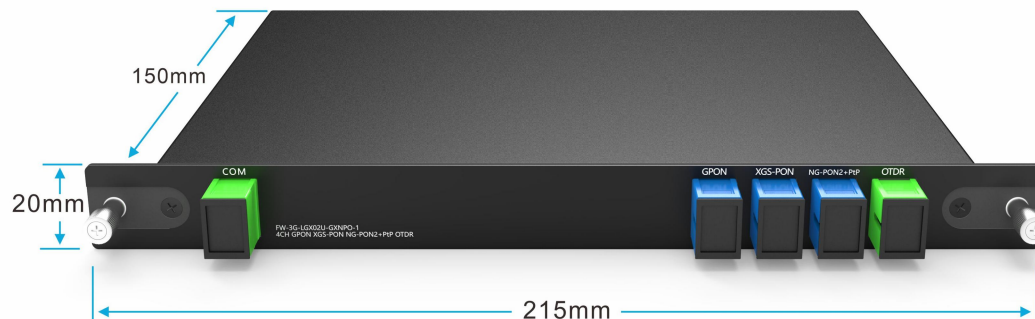 150mm
20mm
COM
GPON
XGS-PON
NG-PON2+PtP
OTDR
FW-3G-LGX02U-GXNPO-1
4CH GPON XGS-PON NG-PON2+PtP OTDR
215mm